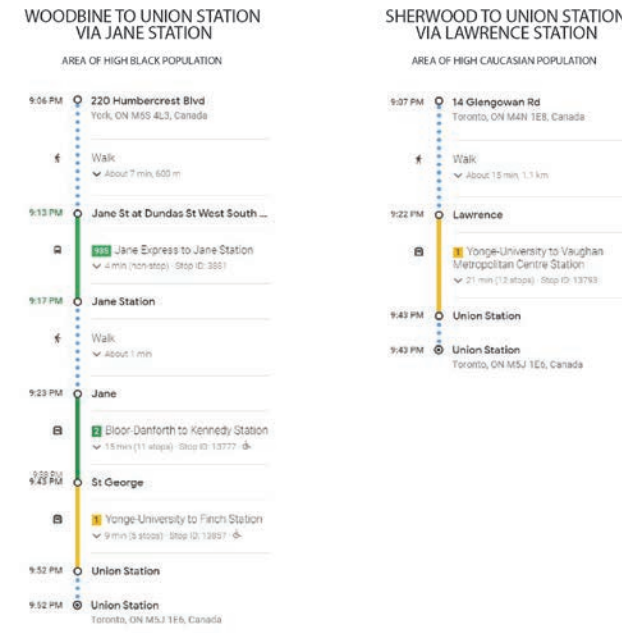 WOODBINE TO UNION STATION
VIA JANE STATION
AREA OF HIGH BLACK POPULATION
9:06 PM 220 Humbercrest Blvd
York, ON M6S 4L3, Canada
Walk
About 7 min, 600 m
9:13 PM Jane St at Dundas St West South ...
935 Jane Express to Jane Station
4 min (non-stop) · Stop ID: 3861
9:17 PM Jane Station
Walk
About 1 min
9:23 PM Jane
2 Bloor-Danforth to Kennedy Station
15 min (11 stops) · Stop ID: 13777
9:43 PM St George
1 Yonge-University to Finch Station
9 min (6 stops) · Stop ID: 13857
9:52 PM Union Station
9:52 PM Union Station
Toronto, ON M5J 1E6, Canada
SHERWOOD TO UNION STATION
VIA LAWRENCE STATION
AREA OF HIGH CAUCASIAN POPULATION
9:07 PM 14 Glengowan Rd
Toronto, ON M4N 1E8, Canada
Walk
About 15 min, 1.1 km
9:22 PM Lawrence
1 Yonge-University to Vaughan
Metropolitan Centre Station
21 min (12 stops) · Stop ID: 13793
9:43 PM Union Station
9:43 PM Union Station
Toronto, ON M5J 1E6, Canada